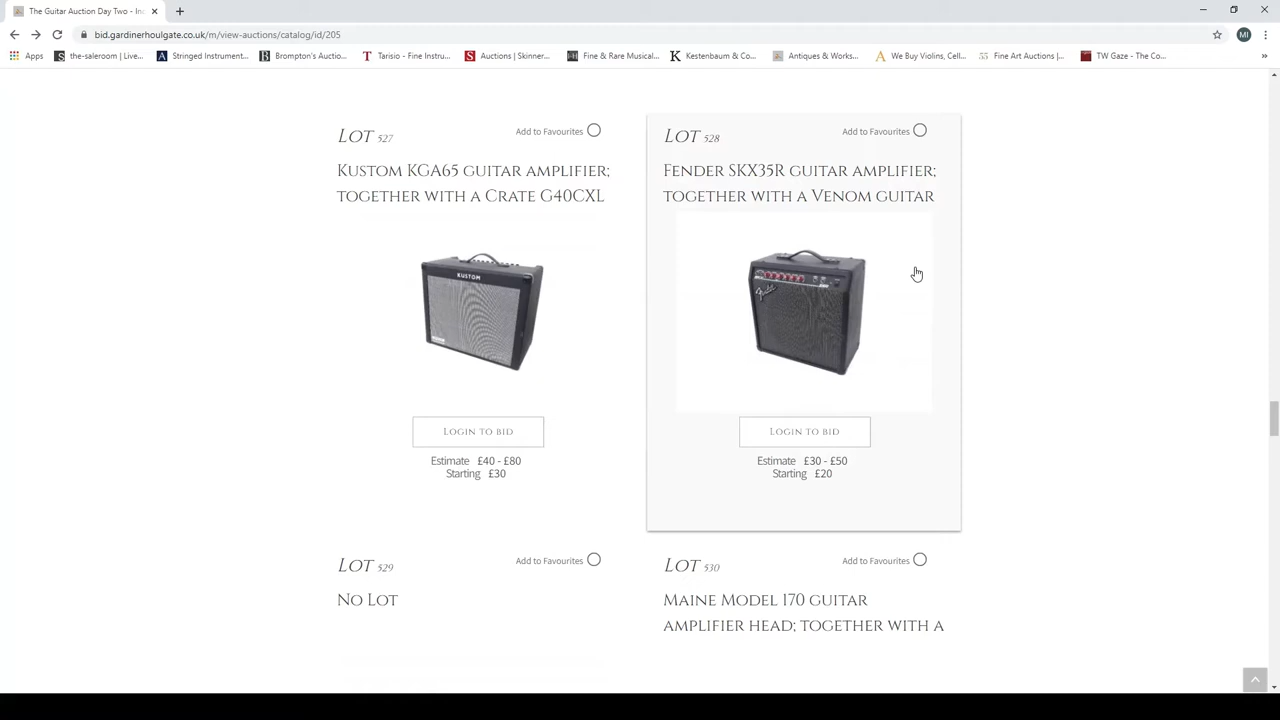 The Guitar Auction Day Two - In
bid.gardinerhoulgate.co.uk/m/view-auctions/catalog/id/205
MI
Apps
the-saleroom | Live...
Stringed Instrument...
Brompton's Auctio...
Tarisio - Fine Instru...
Auctions | Skinner...
Fine & Rare Musical...
Kestenbaum & Co...
Antiques & Works...
We Buy Violins, Cell...
Fine Art Auctions |...
TW Gaze - The Co...
Lot 527
Add to Favourites
Kustom KGA65 guitar amplifier;
together with a Crate G40CXL
KUSTOM
Login to bid
Estimate £40 - £80
Starting £30
Lot 528
Add to Favourites
Fender SKX35R guitar amplifier;
together with a Venom guitar
Fender
Login to bid
Estimate £30 - £50
Starting £20
Lot 529
Add to Favourites
No Lot
Lot 530
Add to Favourites
Maine Model 170 guitar
amplifier head; together with a